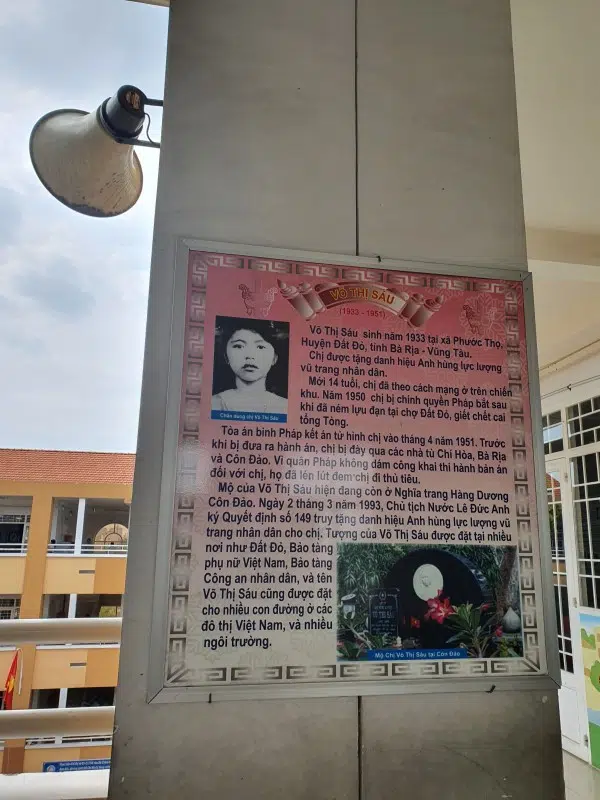 VÕ THỊ SÁU
(1933 - 1951)
Võ Thị Sáu sinh năm 1933 tại xã Phước Thọ,
Huyện Đất Đỏ, tỉnh Bà Rịa - Vũng Tàu.
Chị được tặng danh hiệu Anh hùng lực lượng
vũ trang nhân dân.
Mới 14 tuổi, chị đã theo cách mạng ở trên chiến
khu. Năm 1950 chị bị chính quyền Pháp bắt sau
khi đã ném lựu đạn tại chợ Đất Đỏ, giết chết cai
tổng Tòng.
Chân dung chị Võ Thị Sáu
Tòa án binh Pháp kết án tử hình chị vào tháng 4 năm 1951. Trước
khi bị đưa ra hành án, chị bị đày qua các nhà tù Chí Hòa, Bà Rịa
và Côn Đảo. Vì quân Pháp không dám công khai thi hành bản án
đối với chị, họ đã lén lút đem chị đi thủ tiêu.
Mộ của Võ Thị Sáu hiện đang còn ở Nghĩa trang Hàng Dương
Côn Đảo. Ngày 2 tháng 3 năm 1993, Chủ tịch Nước Lê Đức Anh
ký Quyết định số 149 truy tặng danh hiệu Anh hùng lực lượng vũ
trang nhân dân cho chị. Tượng của Võ Thị Sáu được đặt tại nhiều
nơi như Đất Đỏ, Bảo tàng
phụ nữ Việt Nam, Bảo tàng
Công an nhân dân, và tên
Võ Thị Sáu cũng được đặt
cho nhiều con đường ở các
đô thị Việt Nam, và nhiều
ngôi trường.
VÕ THỊ SÁU
Mộ Chị Võ Thị Sáu tại Côn Đảo